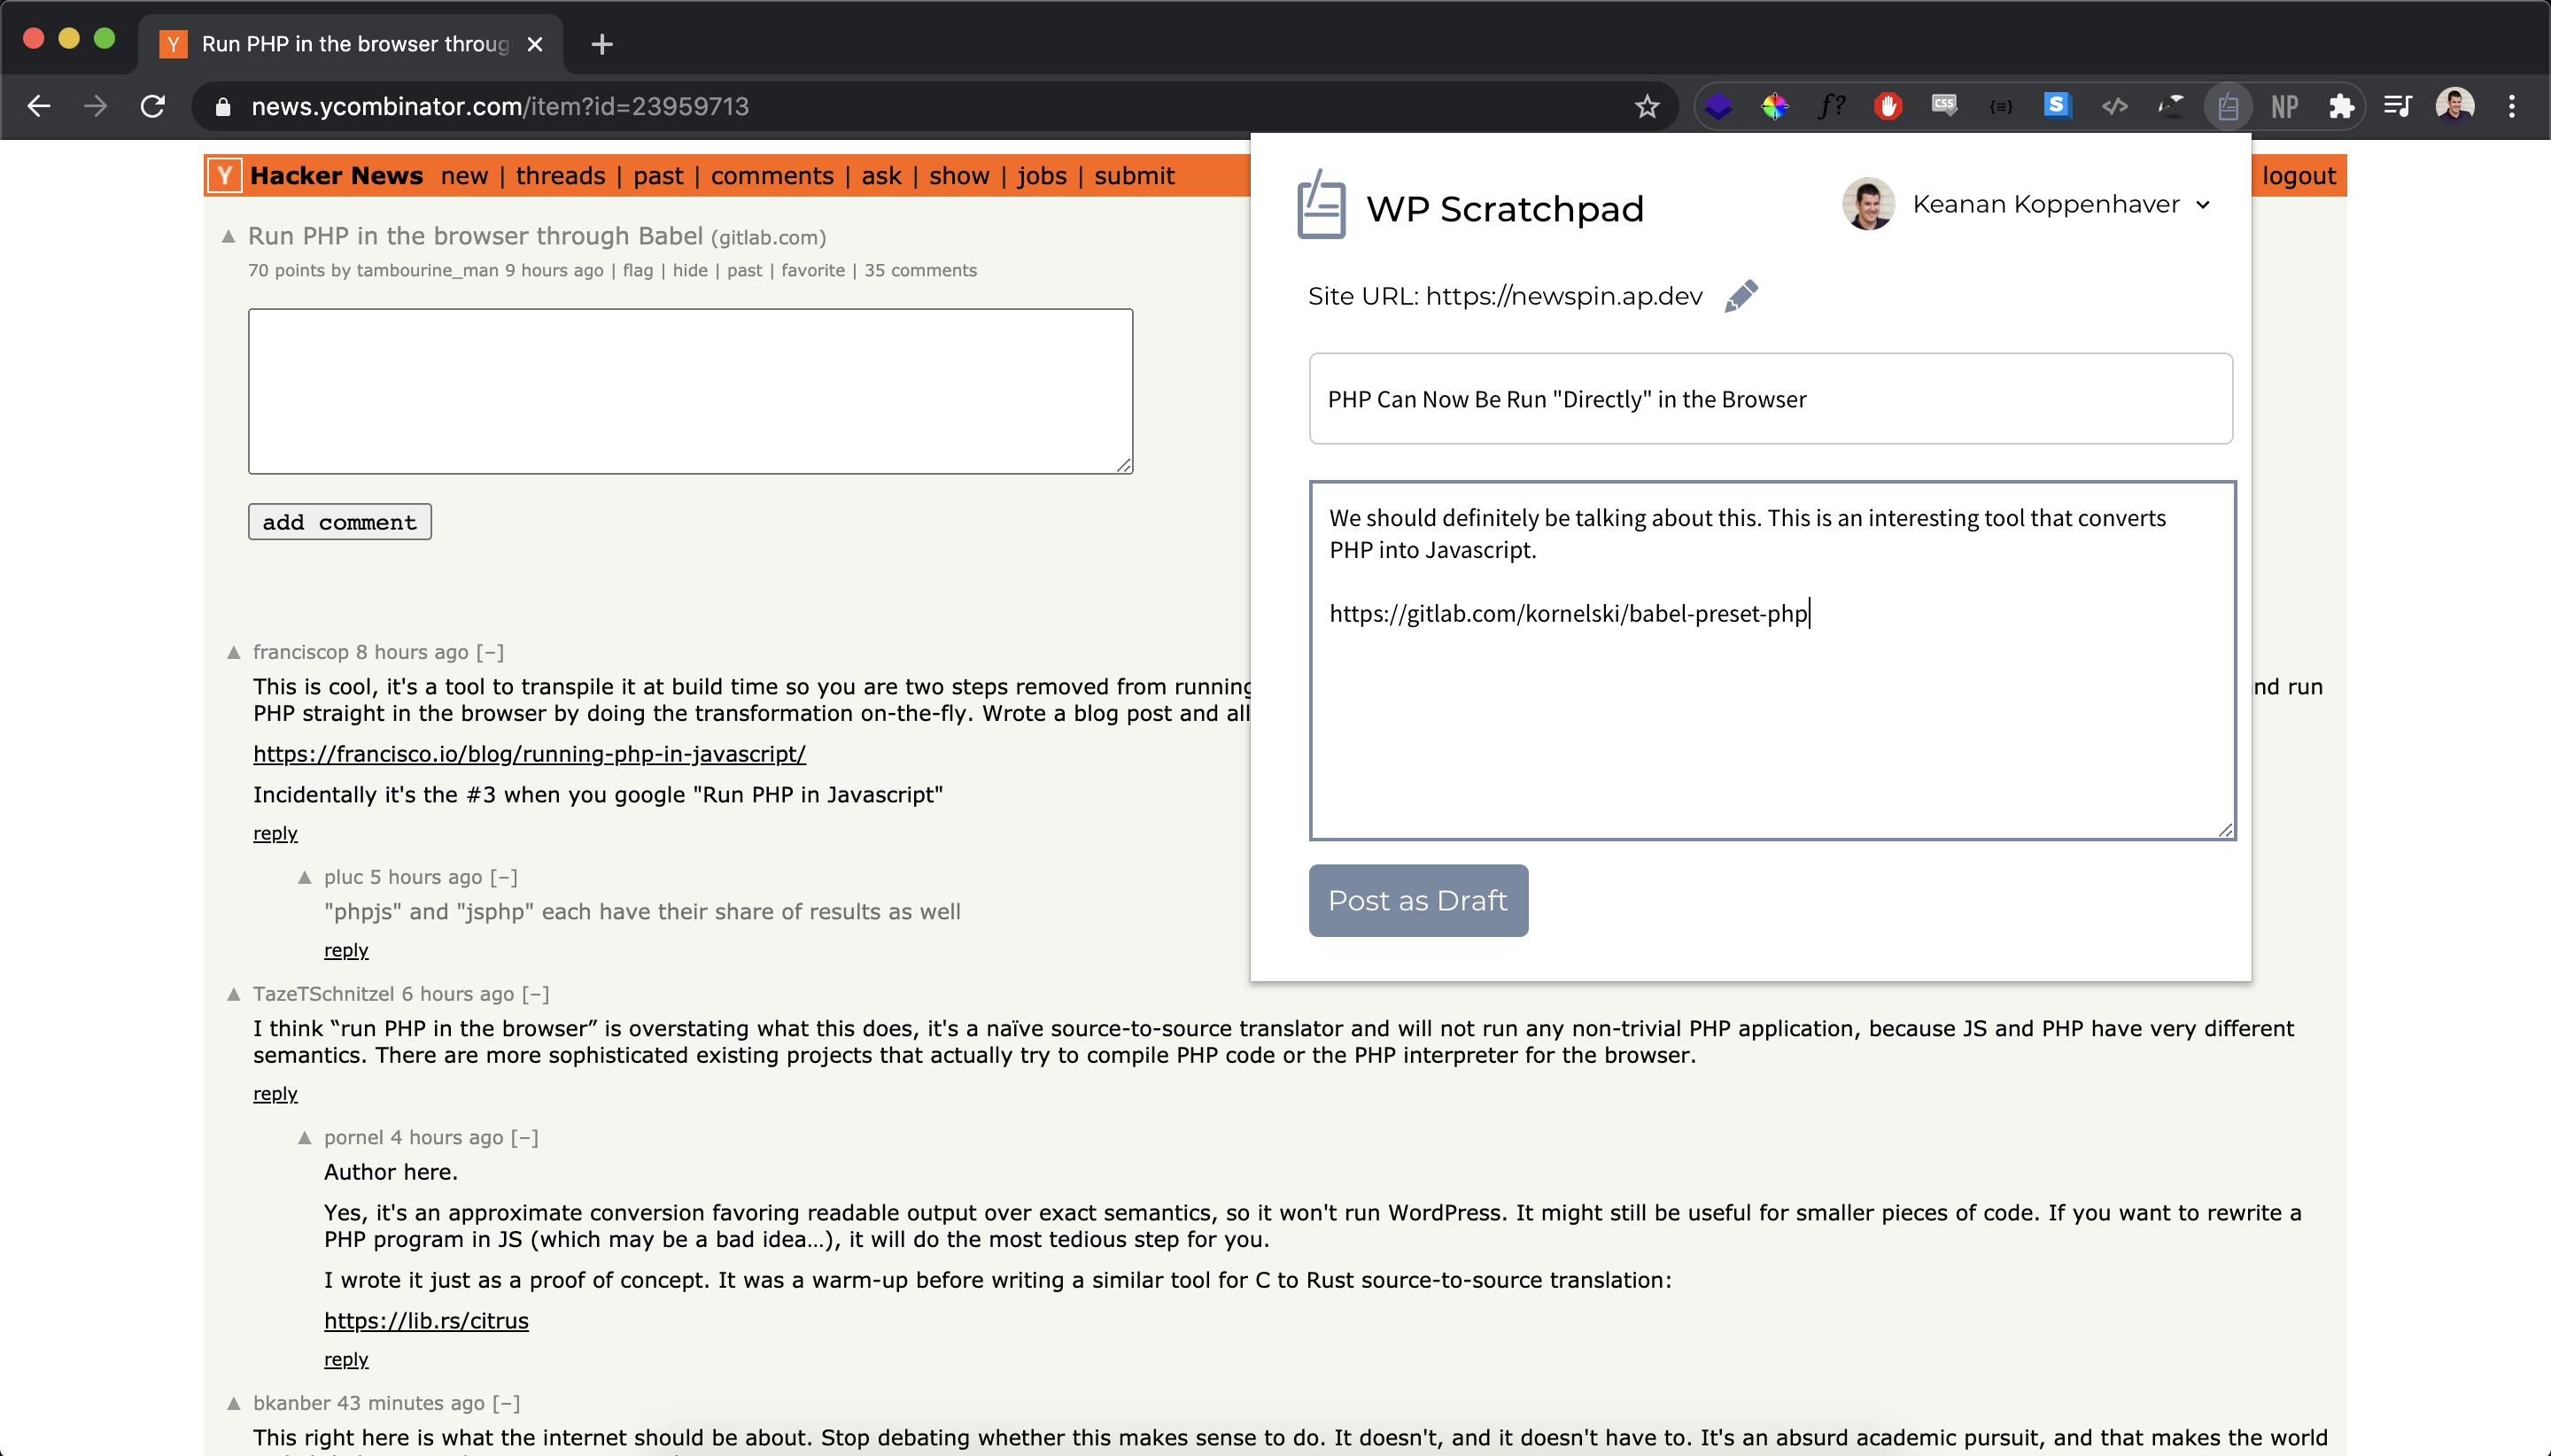 Run PHP in the browser throug
news.ycombinator.com/item?id=23959713
f?
CSS
S
NP
Y Hacker News new | threads | past | comments | ask | show | jobs | submit
logout
Run PHP in the browser through Babel (gitlab.com)
70 points by tambourine_man 9 hours ago | flag | hide | past | favorite | 35 comments
add comment
WP Scratchpad
Keanan Koppenhaver
Site URL: https://newspin.ap.dev
PHP Can Now Be Run "Directly" in the Browser
We should definitely be talking about this. This is an interesting tool that converts
PHP into Javascript.
https://gitlab.com/kornelski/babel-preset-php
Post as Draft
franciscop 8 hours ago [–]
This is cool, it's a tool to transpile it at build time so you are two steps removed from running nd run
PHP straight in the browser by doing the transformation on-the-fly. Wrote a blog post and all
https://francisco.io/blog/running-php-in-javascript/
Incidentally it's the #3 when you google "Run PHP in Javascript"
reply
pluc 5 hours ago [–]
"phpjs" and "jsphp" each have their share of results as well
reply
TazeTSchnitzel 6 hours ago [–]
I think “run PHP in the browser” is overstating what this does, it's a naïve source-to-source translator and will not run any non-trivial PHP application, because JS and PHP have very different
semantics. There are more sophisticated existing projects that actually try to compile PHP code or the PHP interpreter for the browser.
reply
pornel 4 hours ago [–]
Author here.
Yes, it's an approximate conversion favoring readable output over exact semantics, so it won't run WordPress. It might still be useful for smaller pieces of code. If you want to rewrite a
PHP program in JS (which may be a bad idea…), it will do the most tedious step for you.
I wrote it just as a proof of concept. It was a warm-up before writing a similar tool for C to Rust source-to-source translation:
https://lib.rs/citrus
reply
bkanber 43 minutes ago [–]
This right here is what the internet should be about. Stop debating whether this makes sense to do. It doesn't, and it doesn't have to. It's an absurd academic pursuit, and that makes the world